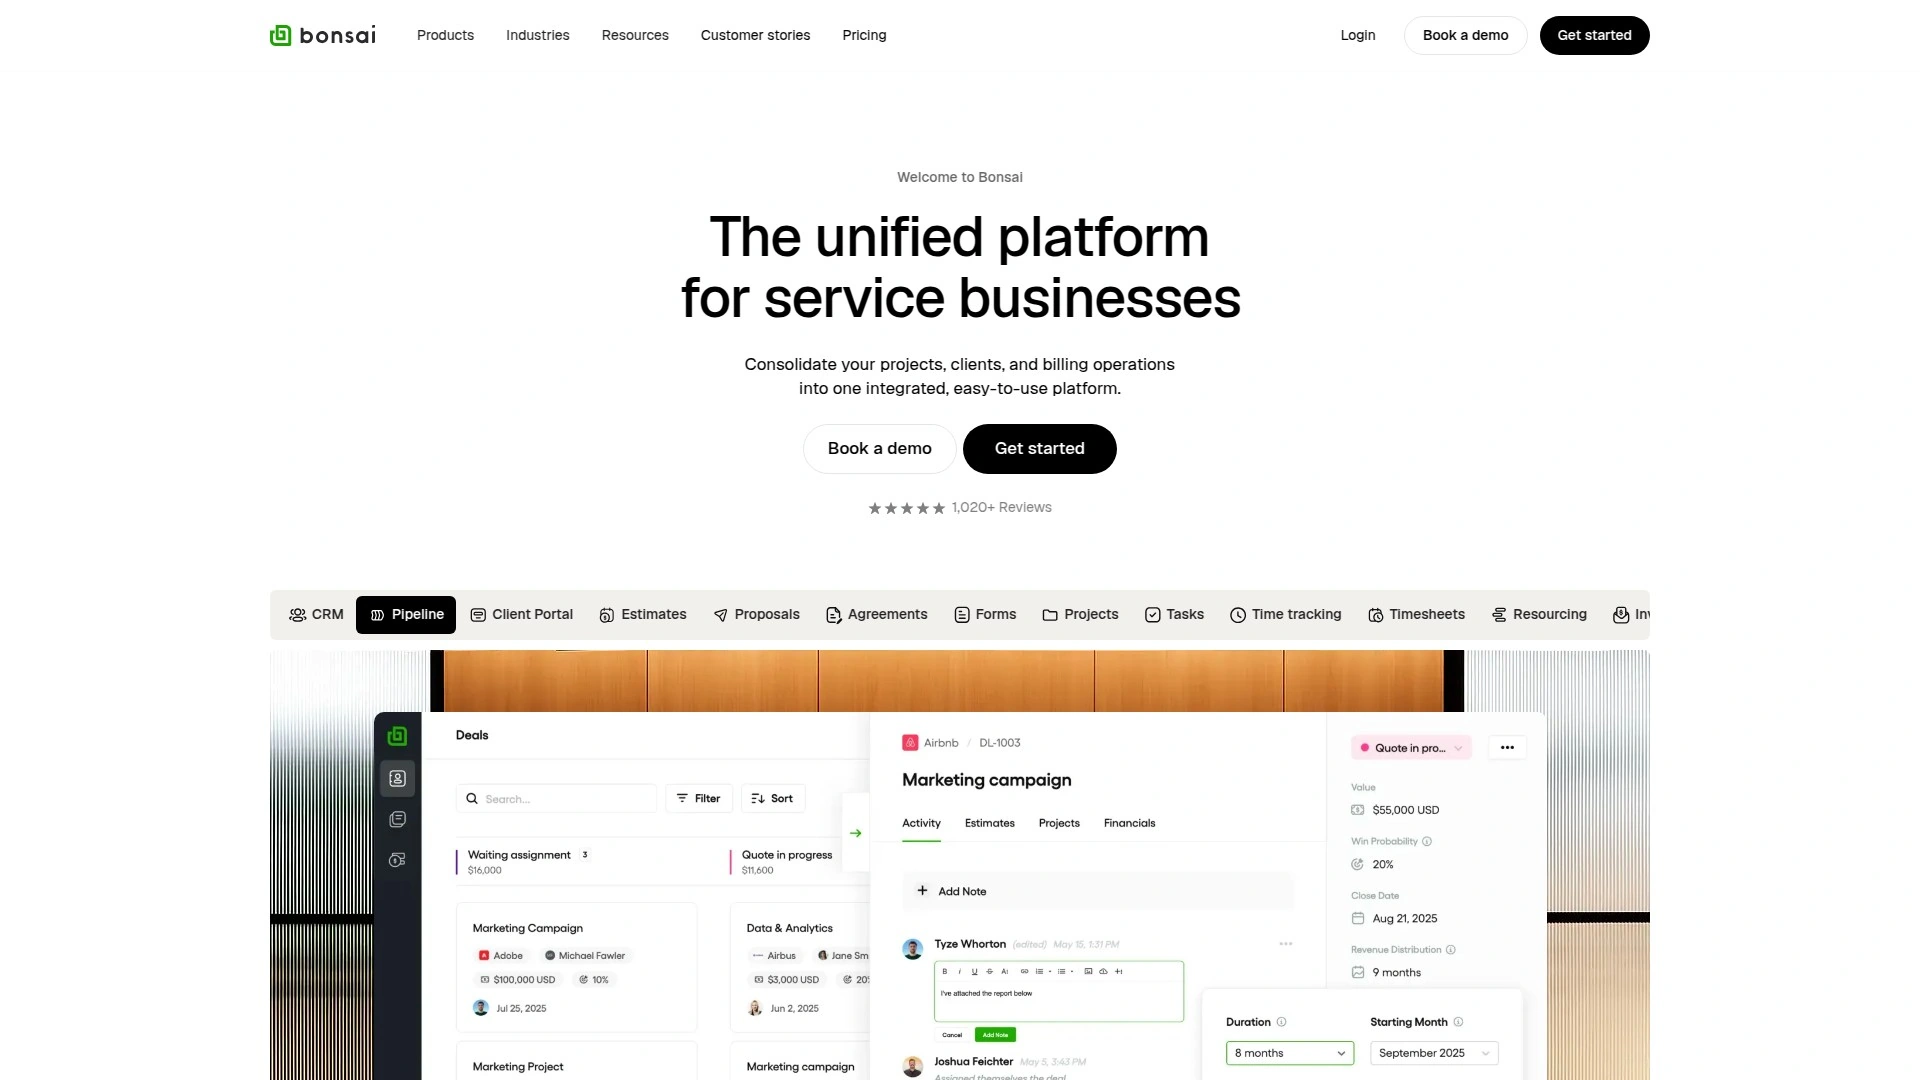 bonsai
Products
Industries
Resources
Customer stories
Pricing
Login
Book a demo
Get started
Welcome to Bonsai
The unified platform
for service businesses
Consolidate your projects, clients, and billing operations
into one integrated, easy-to-use platform.
Book a demo
Get started
1,020+ Reviews
CRM
Pipeline
Client Portal
Estimates
Proposals
Agreements
Forms
Projects
Tasks
Time tracking
Timesheets
Resourcing
Deals
Search...
Filter
Sort
Waiting assignment 3
$16,000
Quote in progress
$11,600
Marketing Campaign
Adobe
Michael Fawler
$100,000 USD
10%
Jul 25, 2025
Data & Analytics
Airbus
Jane Sm
$3,000 USD
20
Jun 2, 2025
Marketing Project
Marketing campaign
Airbnb / DL-1003
Marketing campaign
Activity
Estimates
Projects
Financials
+ Add Note
Tyze Whorton (edited) May 15, 1:31 PM
I've attached the report below
Cancel
Add Note
Joshua Feichter May 5, 3:43 PM
Assigned themselves the deal
Quote in pro...
Value
$55,000 USD
Win Probability
20%
Close Date
Aug 21, 2025
Revenue Distribution
9 months
Duration
8 months
Starting Month
September 2025